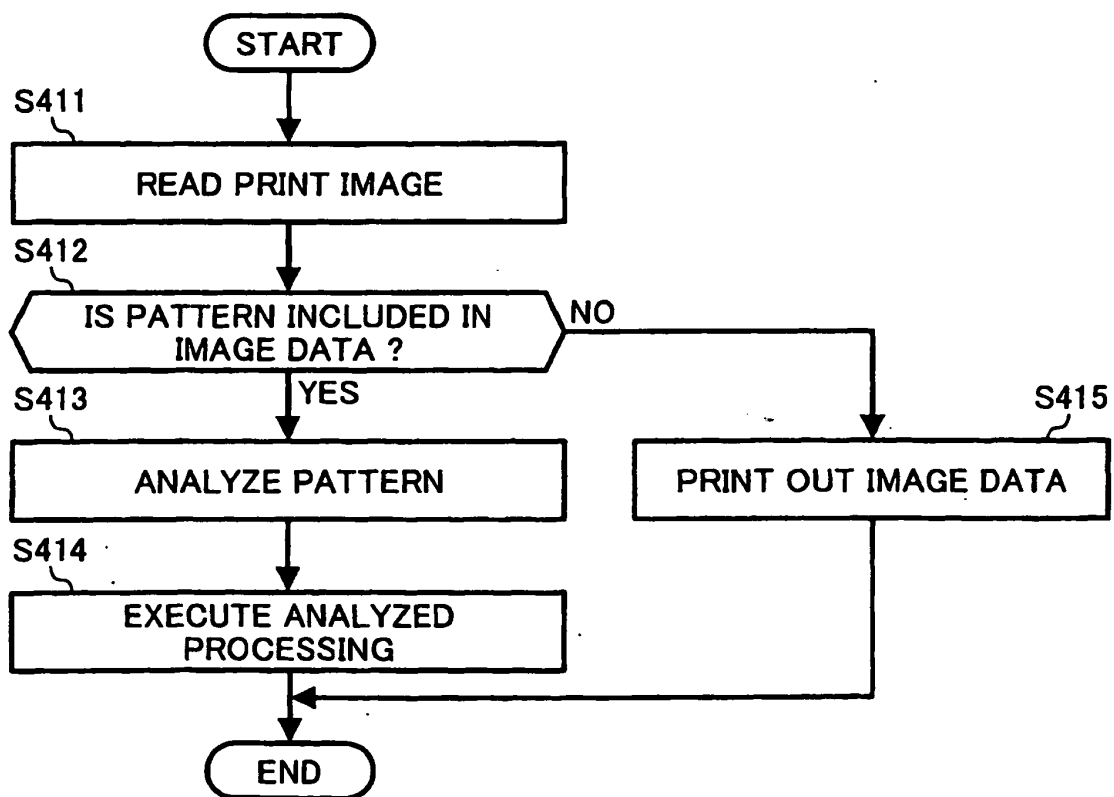 START
S411
READ PRINT IMAGE
S412
IS PATTERN INCLUDED IN
IMAGE DATA ?
NO
YES
S413
ANALYZE PATTERN
S415
PRINT OUT IMAGE DATA
S414
EXECUTE ANALYZED
PROCESSING
END